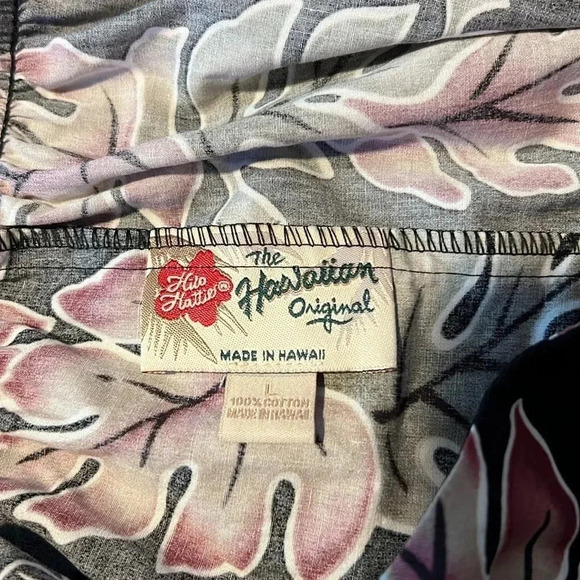 Hilo
Hattie®
The
Hawaiian
Original
MADE IN HAWAII
L
100% COTTON
MADE IN HAWAII